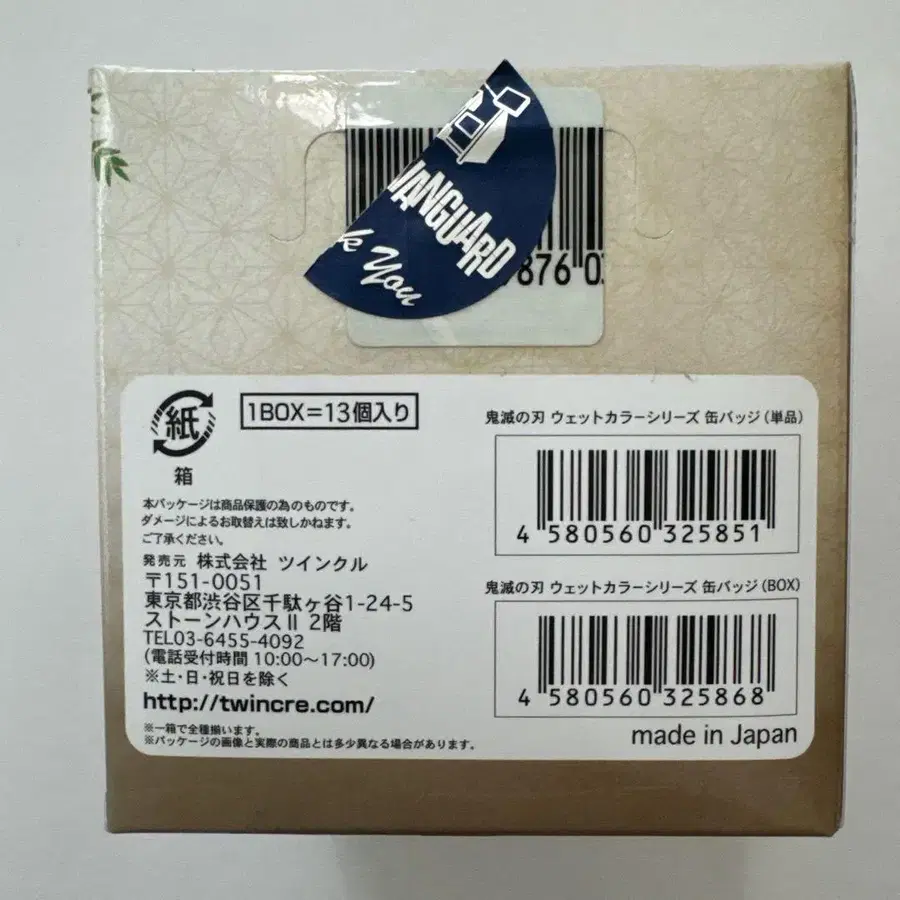 VANGUARD
k You
876 0
紙
箱
1BOX=13個入り
本パッケージは商品保護の為のものです。
ダメージによるお取替えは致しかねます。
ご了承ください。
発売元 株式会社 ツインクル
〒151-0051
東京都渋谷区千駄ヶ谷1-24-5
ストーンハウスⅡ 2階
TEL03-6455-4092
(電話受付時間 10:00〜17:00)
※土・日・祝日を除く
http://twincre.com/
※一箱で全種揃います。
※パッケージの画像と実際の商品とは多少異なる場合があります。
鬼滅の刃 ウェットカラーシリーズ 缶バッジ(単品)
4 580560 325851
鬼滅の刃 ウェットカラーシリーズ 缶バッジ(BOX)
4 580560 325868
made in Japan